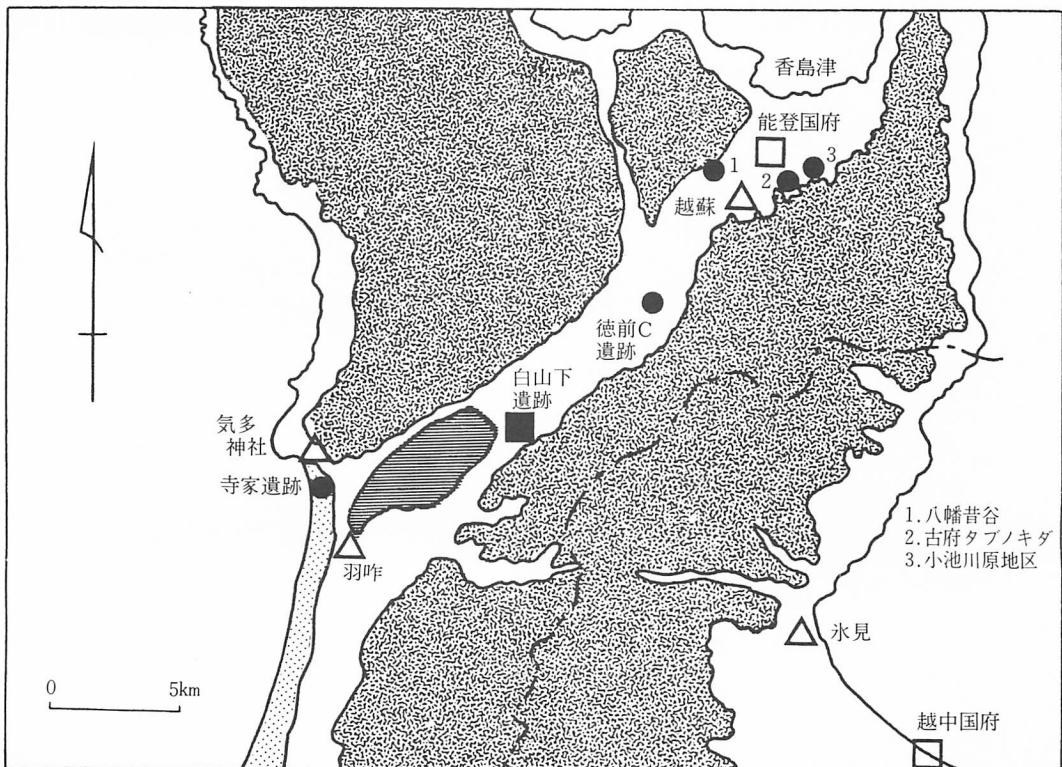 香島津
能登国府
1
3
2
越蘇
徳前C
遺跡
白山下
遺跡
気多
神社
寺家遺跡
羽咋
1.八幡昔谷
2.古府タブノキダ
3.小池川原地区
氷見
0 5km
越中国府